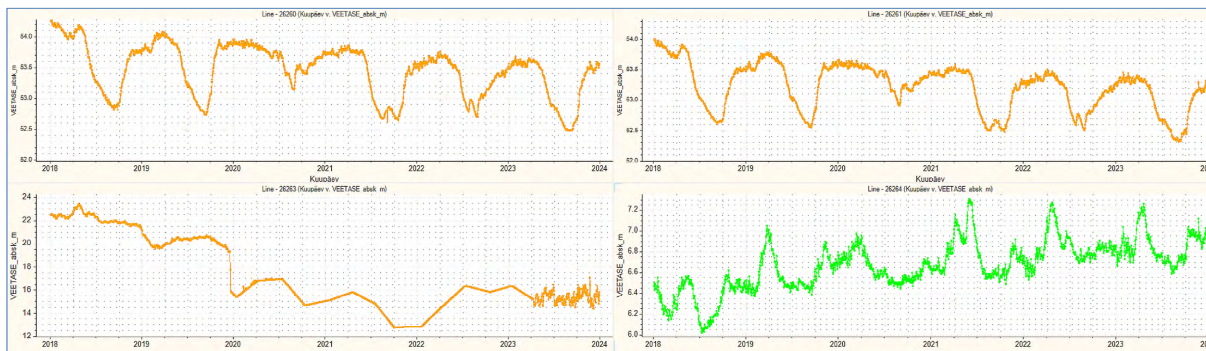 Line - 26260 (Kuupäev v. VEETASE_absk_m)
VEETASE_absk_m
54.0
53.5
53.0
52.5
52.0
2018 2019 2020 2021 2022 2023 2024
Kuupäev
Line - 26261 (Kuupäev v. VEETASE_absk_m)
VEETASE_absk_m
54.0
53.5
53.0
52.5
52.0
2018 2019 2020 2021 2022 2023
Kuupäev
Line - 26263 (Kuupäev v. VEETASE_absk_m)
VEETASE_absk_m
24
22
20
18
16
14
12
2018 2019 2020 2021 2022 2023 2024
Line - 26264 (Kuupäev v. VEETASE_absk_m)
VEETASE_absk_m
7.2
7.0
6.8
6.6
6.4
6.2
6.0
2018 2019 2020 2021 2022 2023